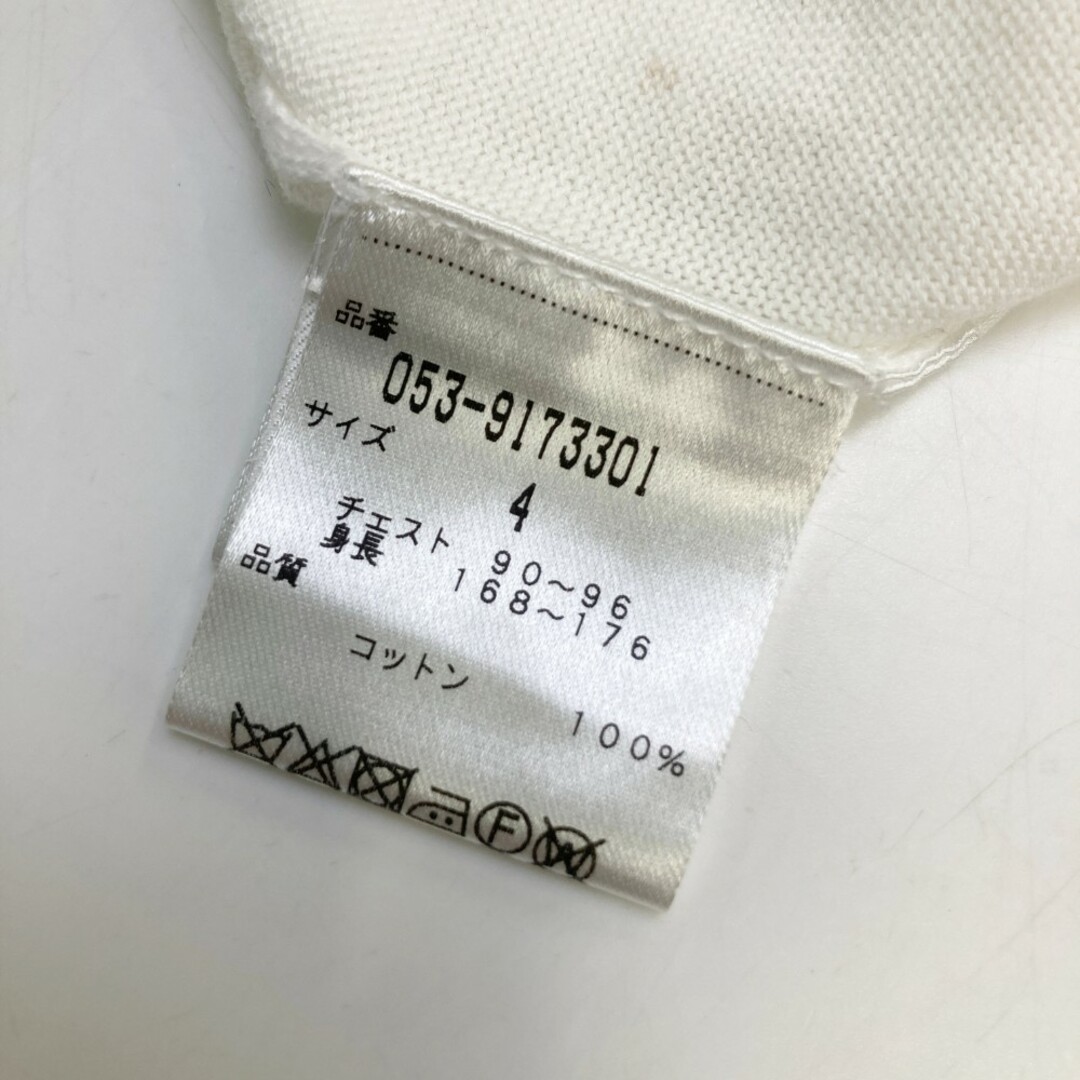 品番
053-9173301
サイズ
4
チェスト 90～96
身長 168～176
品質
コットン 100%
F W